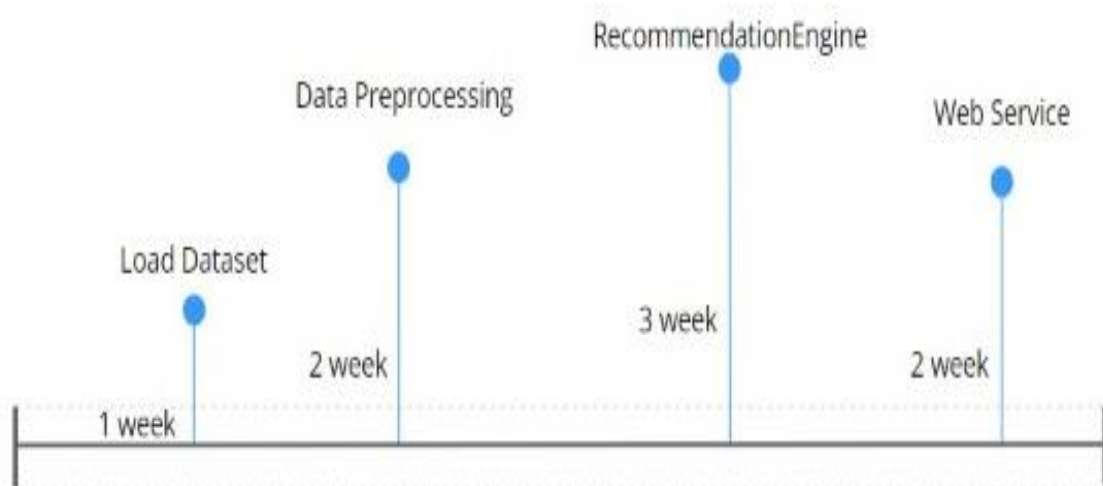 RecommendationEngine
Data Preprocessing
Web Service
Load Dataset
3 week
2 week
2 week
1 week